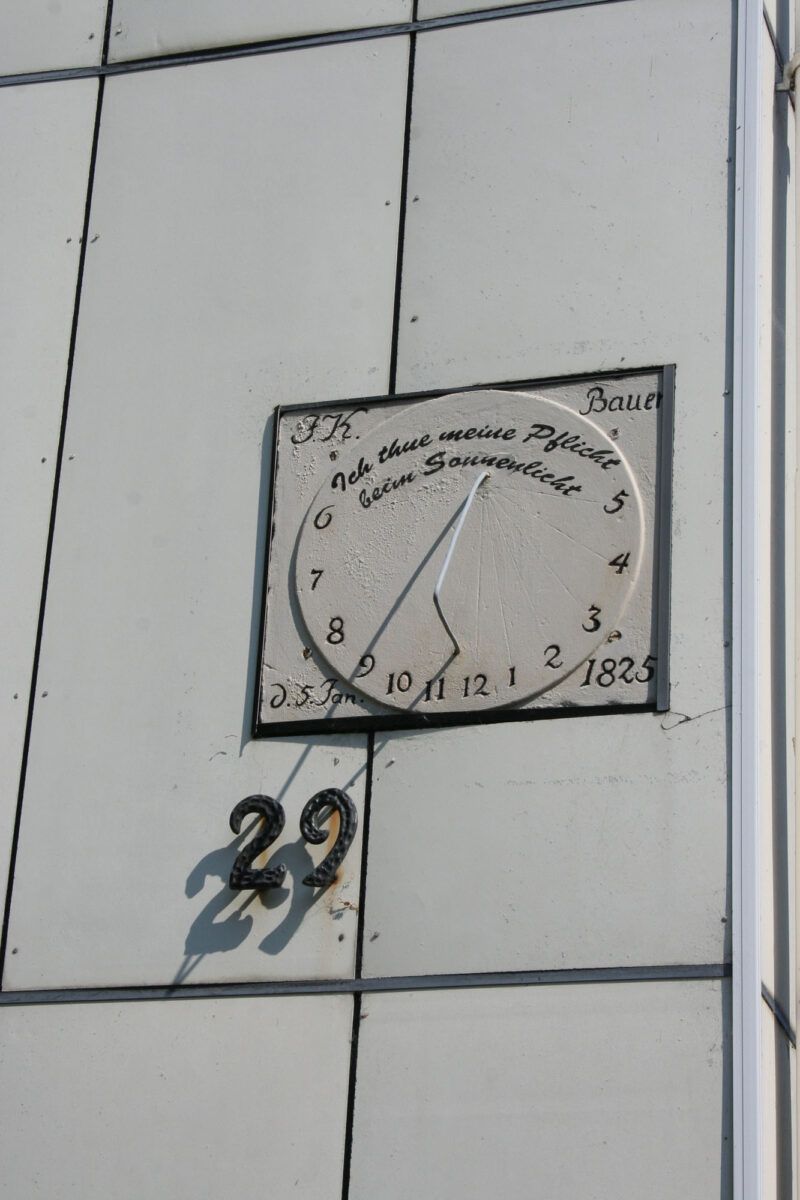 J.K. Bauer
Ich thue meine Pflicht
beim Sonnenlicht
6 7 8 9 10 11 12 1 2 3 4 5
d. 5. Jan. 1825
29